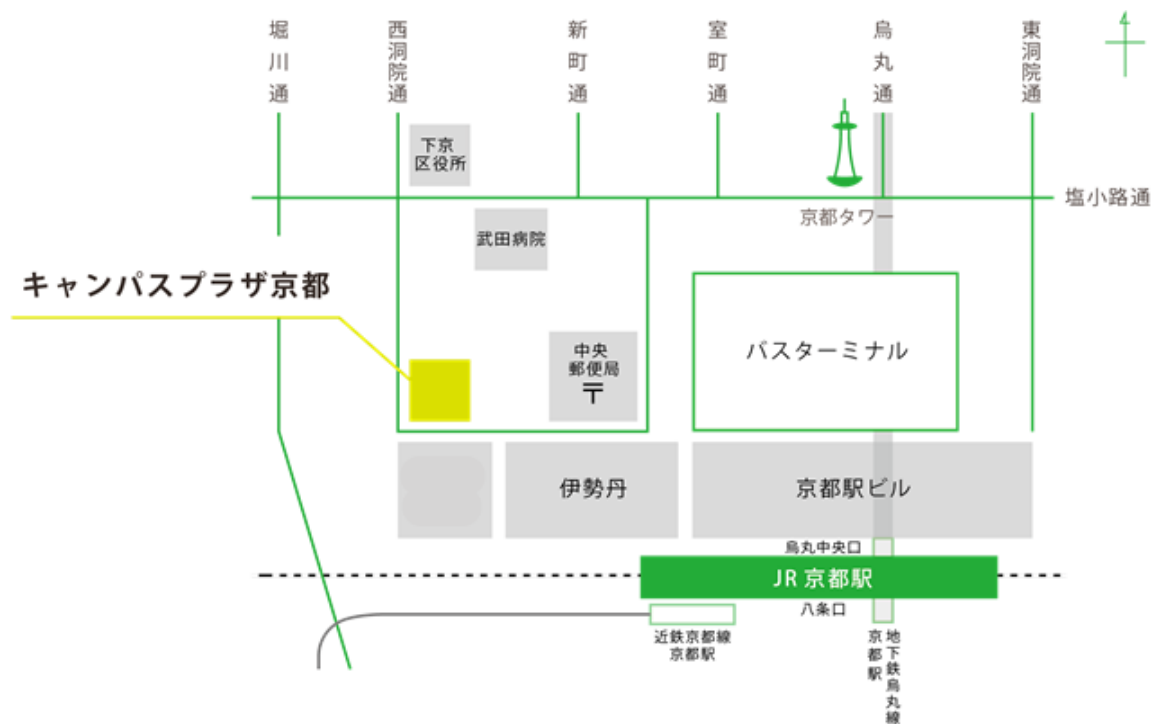 堀川通
西洞院通
新町通
室町通
烏丸通
東洞院通
下京
区役所
塩小路通
京都タワー
武田病院
キャンパスプラザ京都
バスターミナル
中央
郵便局
〒
伊勢丹
京都駅ビル
烏丸中央口
JR 京都駅
八条口
近鉄京都線
京都駅
地下鉄烏丸線
京都駅